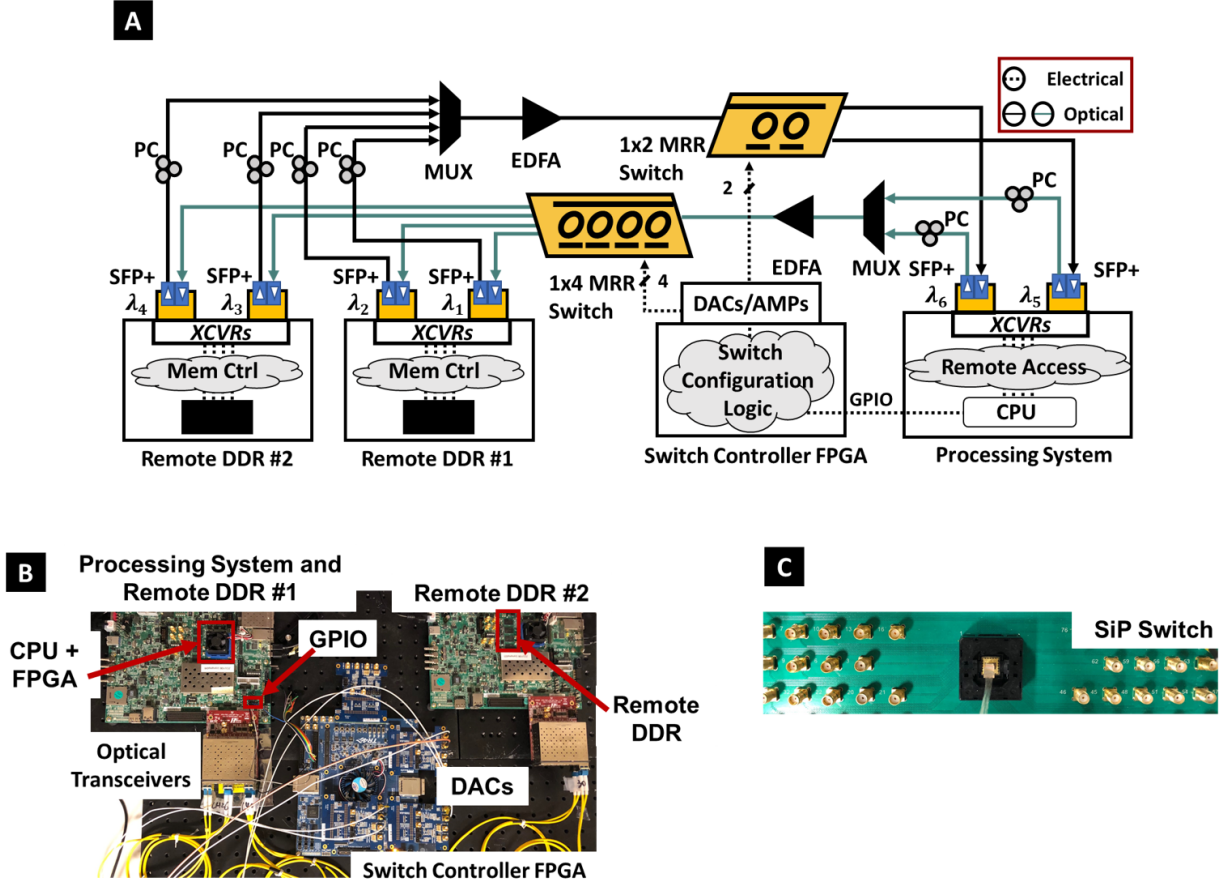 A
Electrical
Optical
PC
PC
PC
PC
MUX
EDFA
1x2 MRR
Switch
2
PC
PC
SFP+
SFP+
SFP+
SFP+
1x4 MRR
Switch
4
EDFA
MUX
SFP+
SFP+
λ4
λ3
λ2
λ1
DACs/AMPs
λ6
λ5
XCVRs
XCVRs
XCVRs
Mem Ctrl
Mem Ctrl
Switch
Configuration
Logic
Remote Access
GPIO
CPU
Remote DDR #2
Remote DDR #1
Switch Controller FPGA
Processing System
B
Processing System and
Remote DDR #1
Remote DDR #2
GPIO
CPU +
FPGA
Remote
DDR
Optical
Transceivers
DACs
Switch Controller FPGA
C
SiP Switch